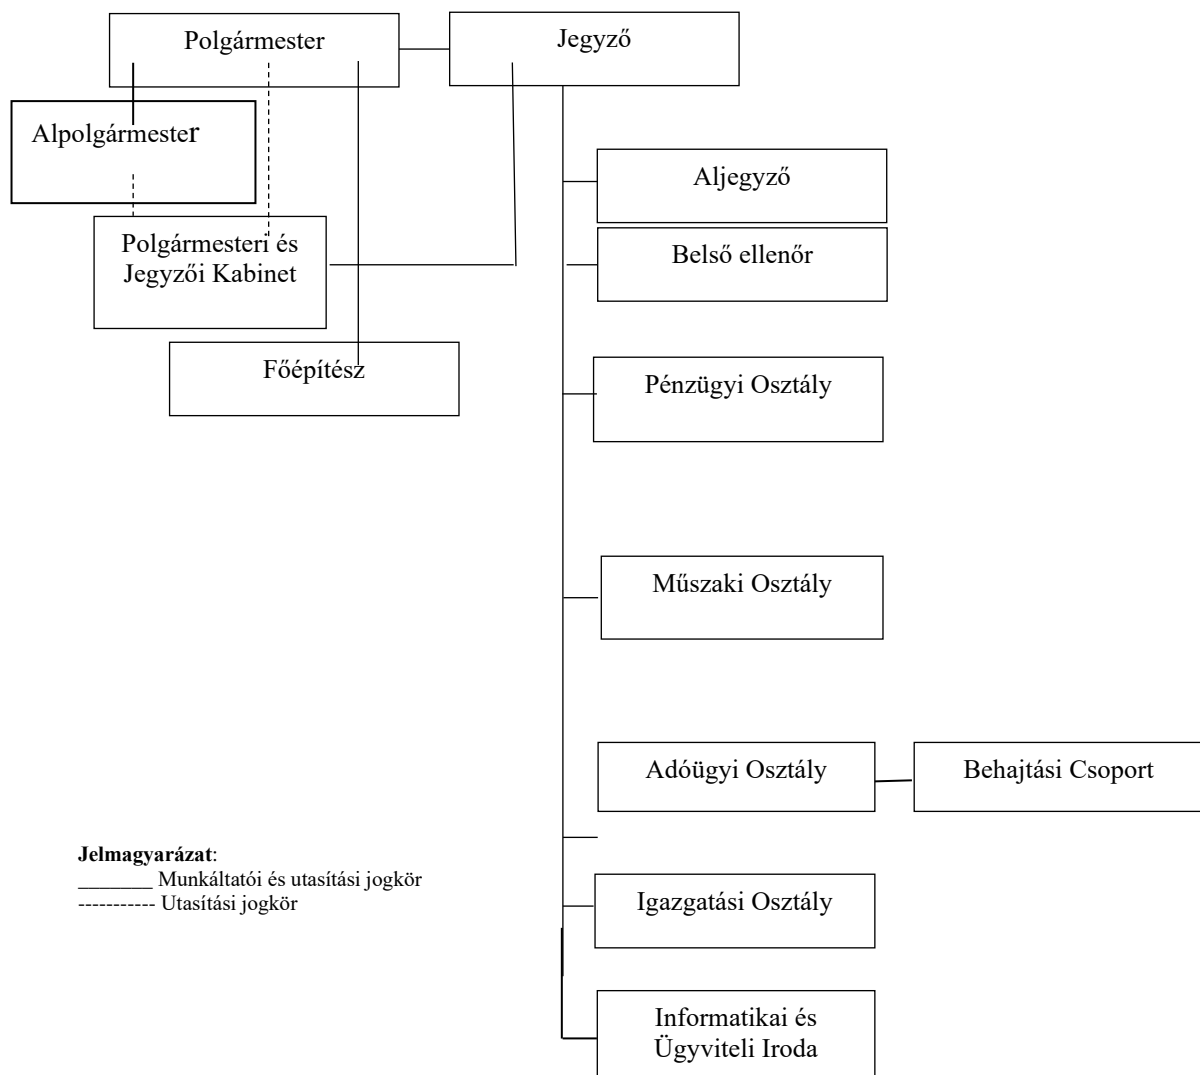 Polgármester
Jegyző
Alpolgármester
Aljegyző
Polgármesteri és
Jegyzői Kabinet
Belső ellenőr
Főépítész
Pénzügyi Osztály
Műszaki Osztály
Adóügyi Osztály
Behajtási Csoport
Jelmagyarázat:
_______ Munkáltatói és utasítási jogkör
----------- Utasítási jogkör
Igazgatási Osztály
Informatikai és
Ügyviteli Iroda